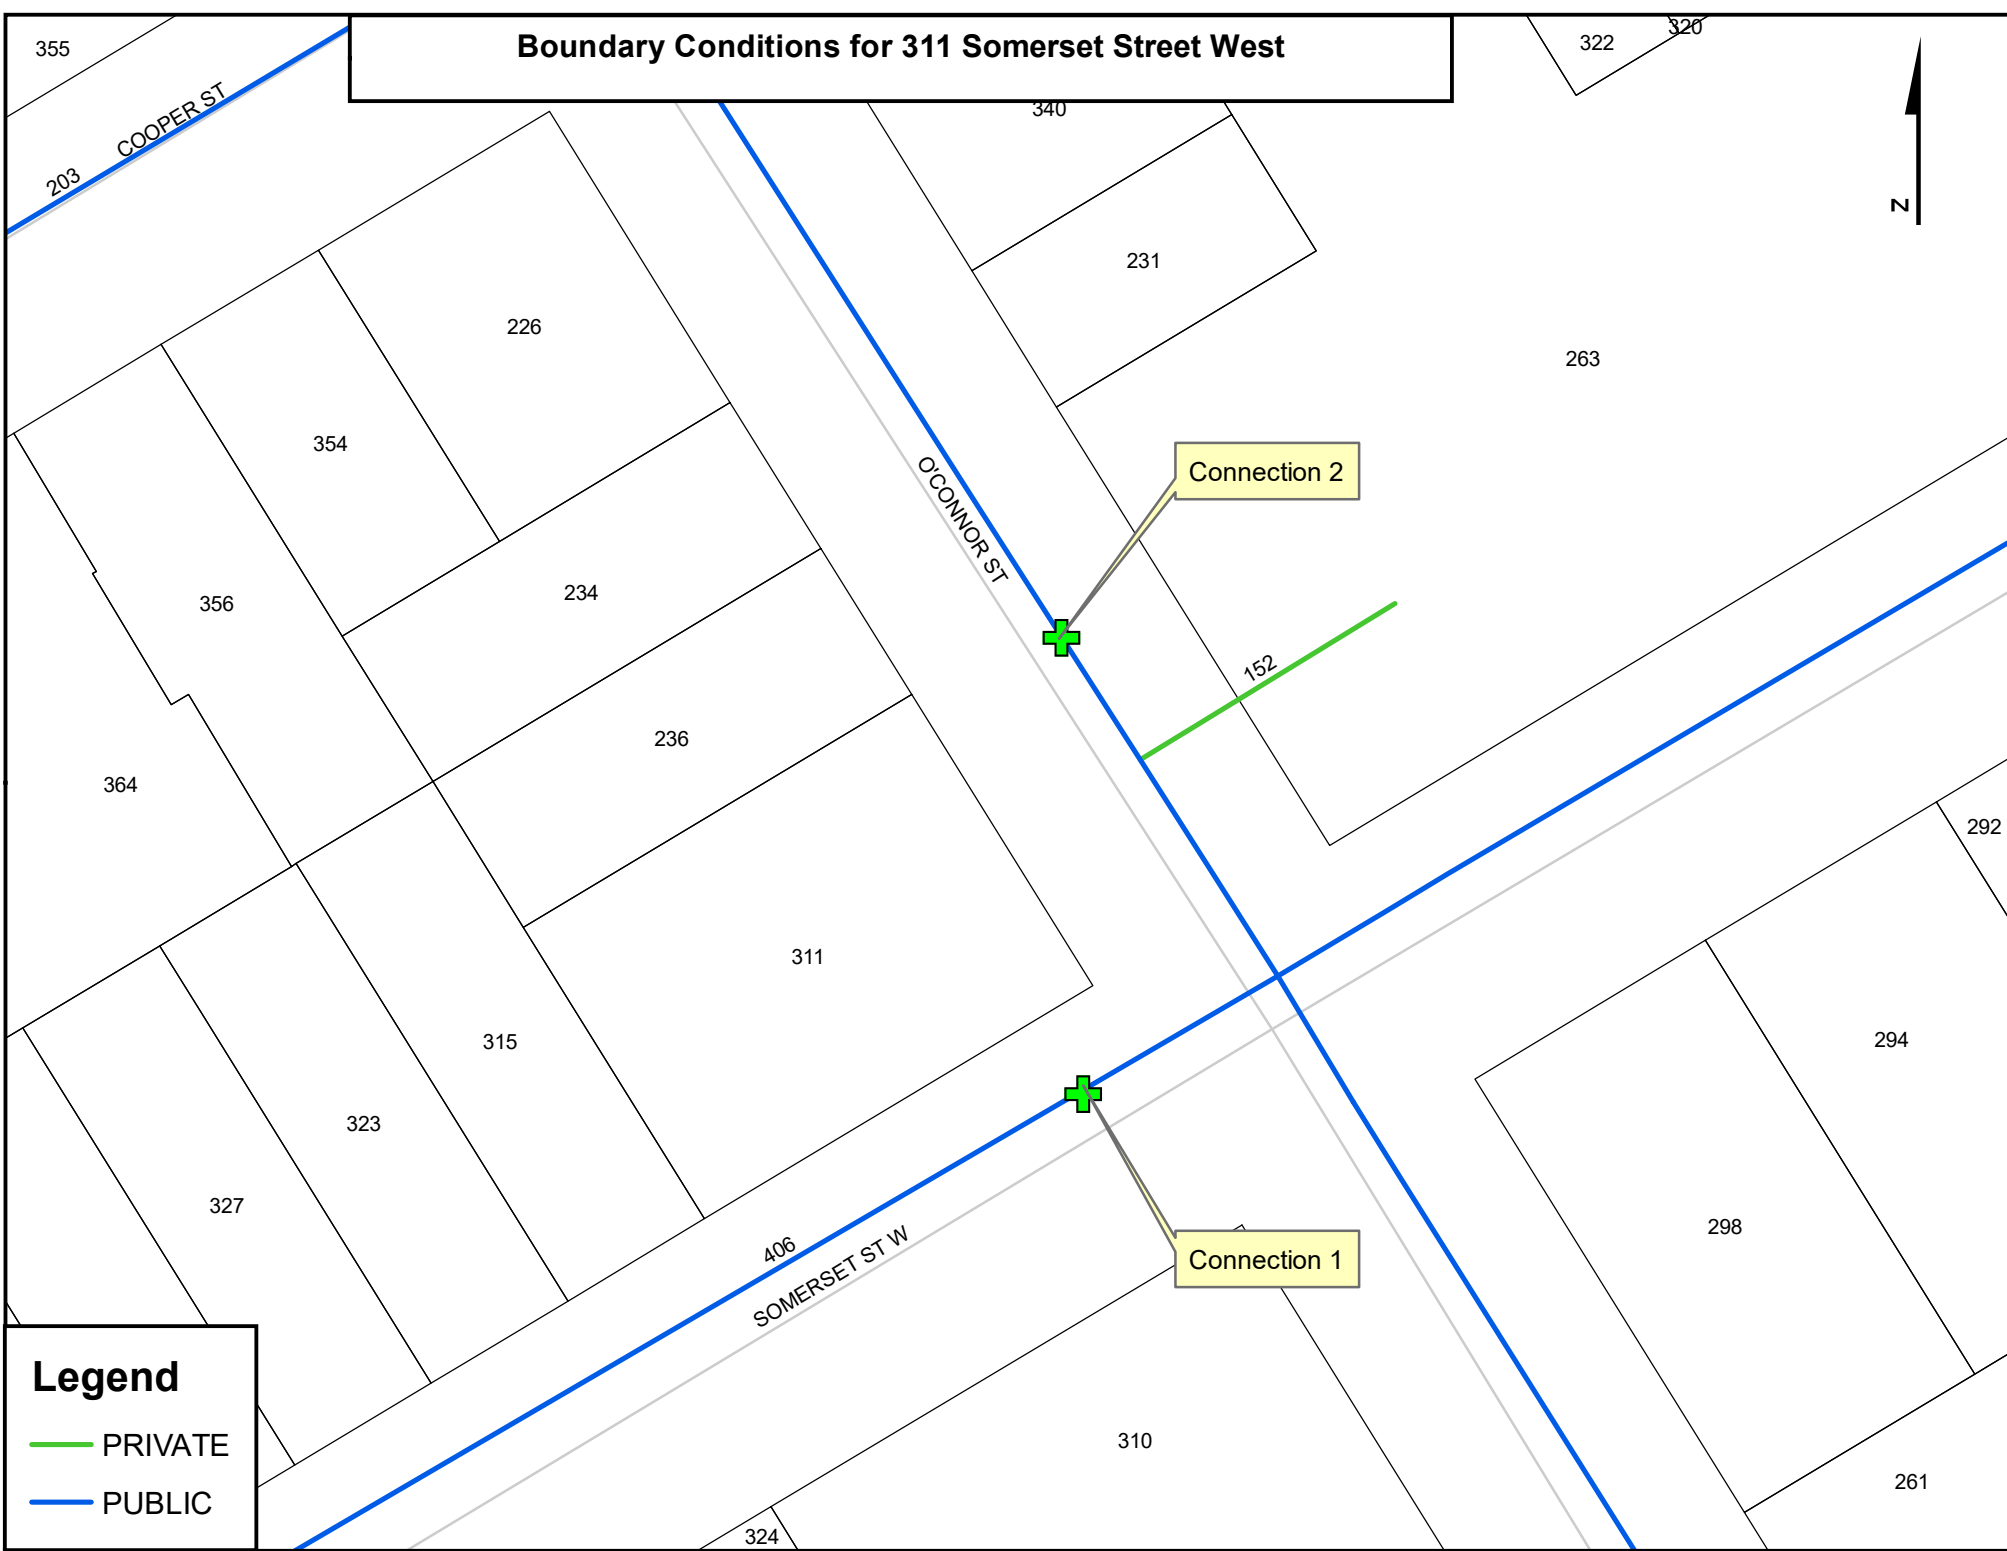 Boundary Conditions for 311 Somerset Street West
355
COOPER ST
203
340
322
320
N
231
226
263
354
O'CONNOR ST
Connection 2
234
356
152
236
364
292
311
315
294
323
327
298
406
SOMERSET ST W
Connection 1
310
261
324
Legend
PRIVATE
PUBLIC